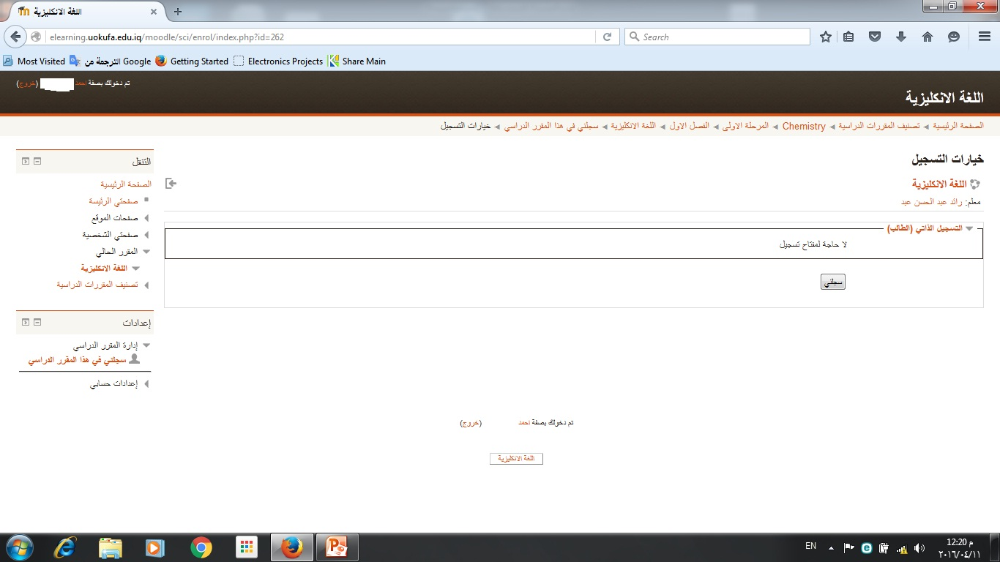 اللغة الانكليزية
elearning.uokufa.edu.iq/moodle/sci/enrol/index.php?id=262
Search
Most Visited
الترجمة من Google
Getting Started
Electronics Projects
Share Main
تم دخولك بصفة احمد (خروج)
اللغة الانكليزية
الصفحة الرئيسية ◄ تصنيف المقررات الدراسية ◄ Chemistry ◄ المرحلة الاولى ◄ الفصل الاول ◄ اللغة الانكليزية ◄ سجلني في هذا المقرر الدراسي ◄ خيارات التسجيل
خيارات التسجيل
اللغة الانكليزية
معلم: رائد عبد الحسن عبد
التسجيل الذاتي (الطالب)
لا حاجة لمفتاح تسجيل
سجلني
التنقل
الصفحة الرئيسية
صفحتي الرئيسة
صفحات الموقع
صفحتي الشخصية
المقرر الحالي
اللغة الانكليزية
تصنيف المقررات الدراسية
إعدادات
إدارة المقرر الدراسي
سجلني في هذا المقرر الدراسي
إعدادات حسابي
تم دخولك بصفة احمد (خروج)
اللغة الانكليزية
EN
12:20 م
٢٠١٦/٠٤/١١